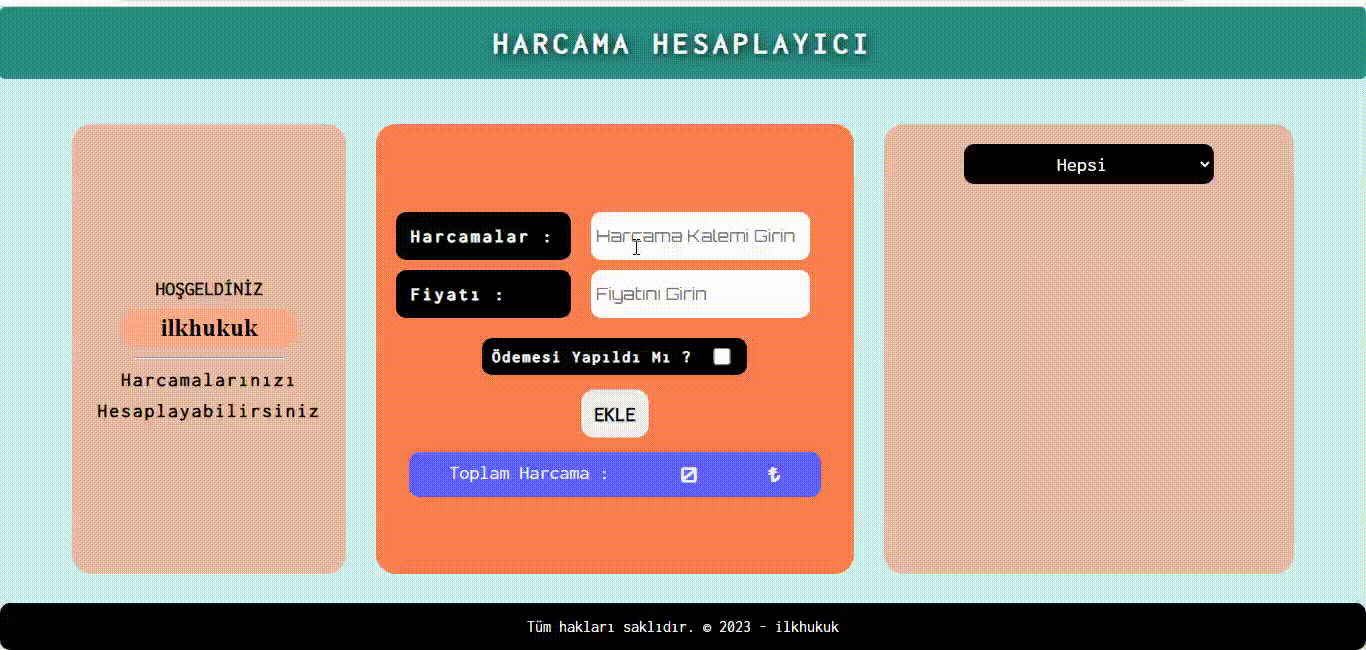 HARCAMA HESAPLAYICI
HOŞGELDİNİZ
ilkhukuk
Harcamalarınızı
Hesaplayabilirsiniz
Harcamalar :
Harcama Kalemi Girin
Fiyatı :
Fiyatını Girin
Ödemesi Yapıldı Mı ?
EKLE
Toplam Harcama : 0 ₺
Hepsi
Tüm hakları saklıdır. © 2023 - ilkhukuk